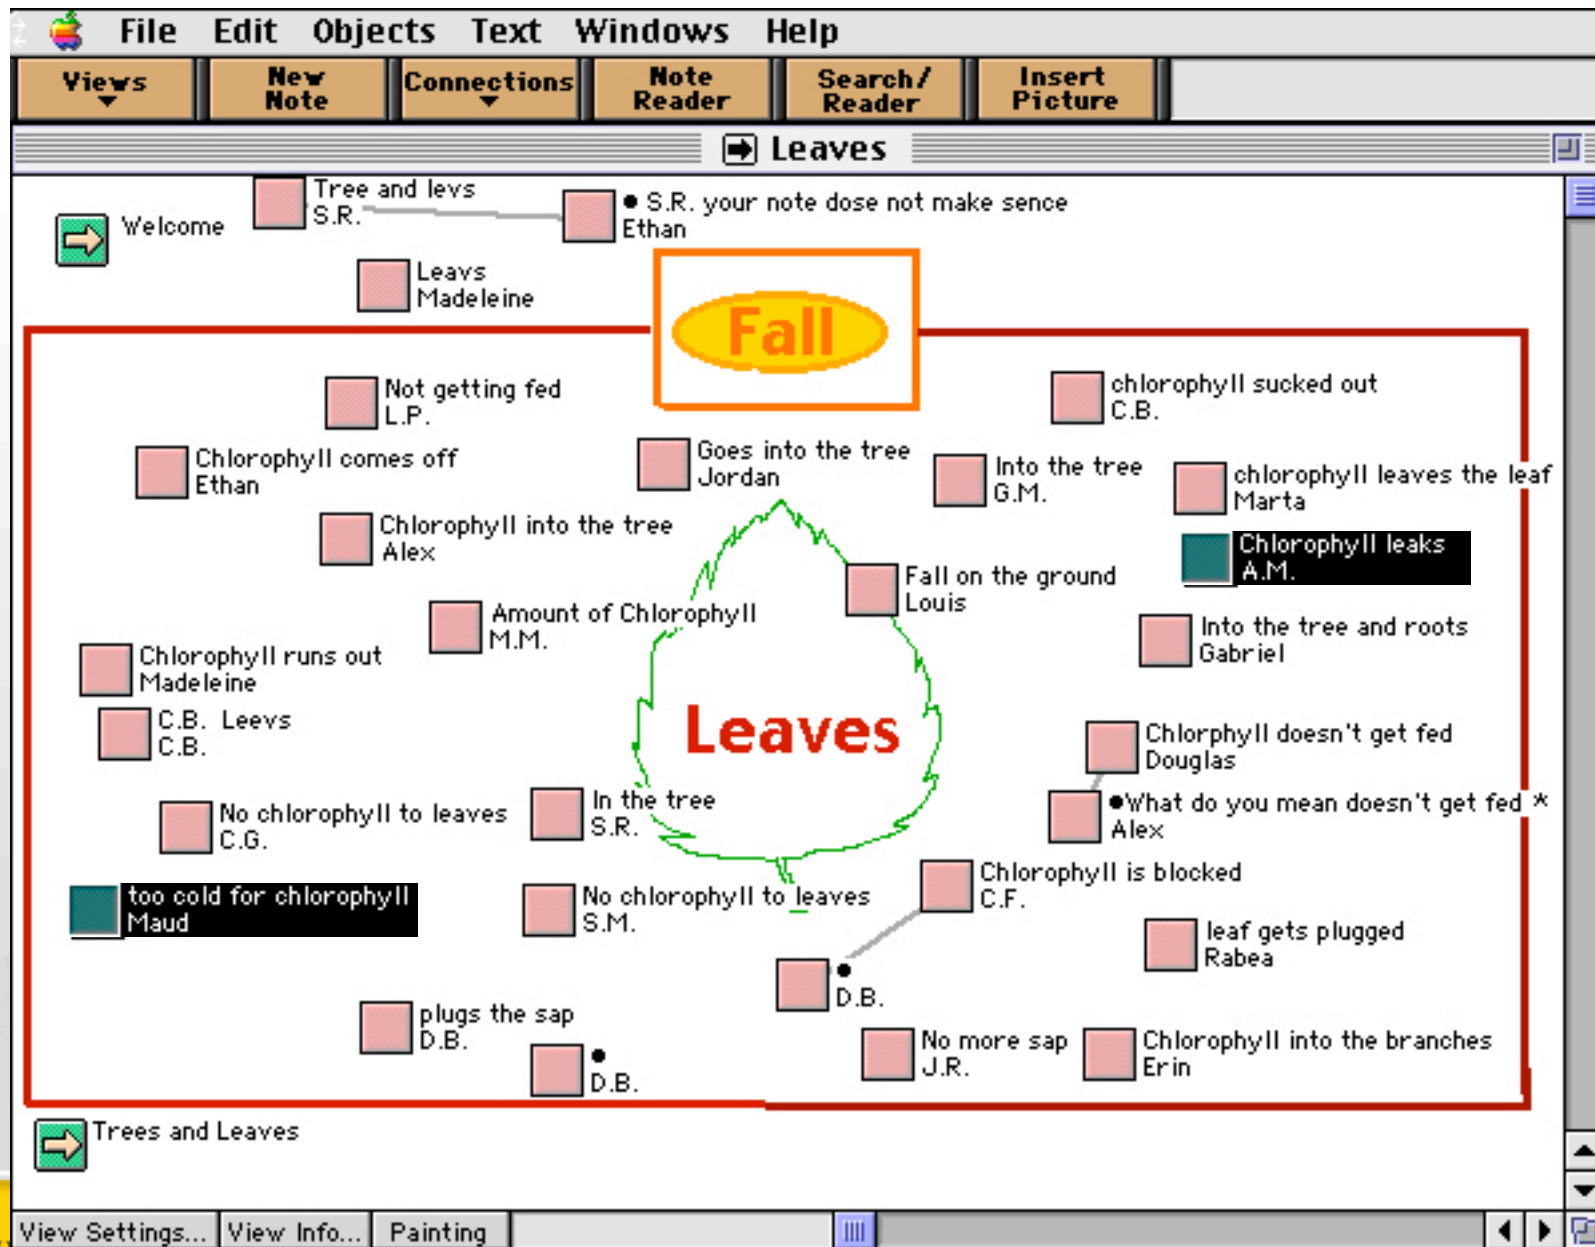 File Edit Objects Text Windows Help
Views
New
Note
Connections
Note
Reader
Search/
Reader
Insert
Picture
Leaves
Tree and levs
S.R.
• S.R. your note dose not make sence
Ethan
Welcome
Leavs
Madeleine
Fall
Not getting fed
L.P.
chlorophyll sucked out
C.B.
Chlorophyll comes off
Ethan
Goes into the tree
Jordan
Into the tree
G.M.
chlorophyll leaves the leaf
Marta
Chlorophyll into the tree
Alex
Chlorophyll leaks
A.M.
Fall on the ground
Louis
Amount of Chlorophyll
M.M.
Into the tree and roots
Gabriel
Chlorophyll runs out
Madeleine
C.B. Leevs
C.B.
Leaves
Chlorphyll doesn't get fed
Douglas
No chlorophyll to leaves
C.G.
In the tree
S.R.
•What do you mean doesn't get fed *
Alex
too cold for chlorophyll
Maud
No chlorophyll to leaves
S.M.
Chlorophyll is blocked
C.F.
leaf gets plugged
Rabea
•
D.B.
plugs the sap
D.B.
•
D.B.
No more sap
J.R.
Chlorophyll into the branches
Erin
Trees and Leaves
View Settings... View Info... Painting